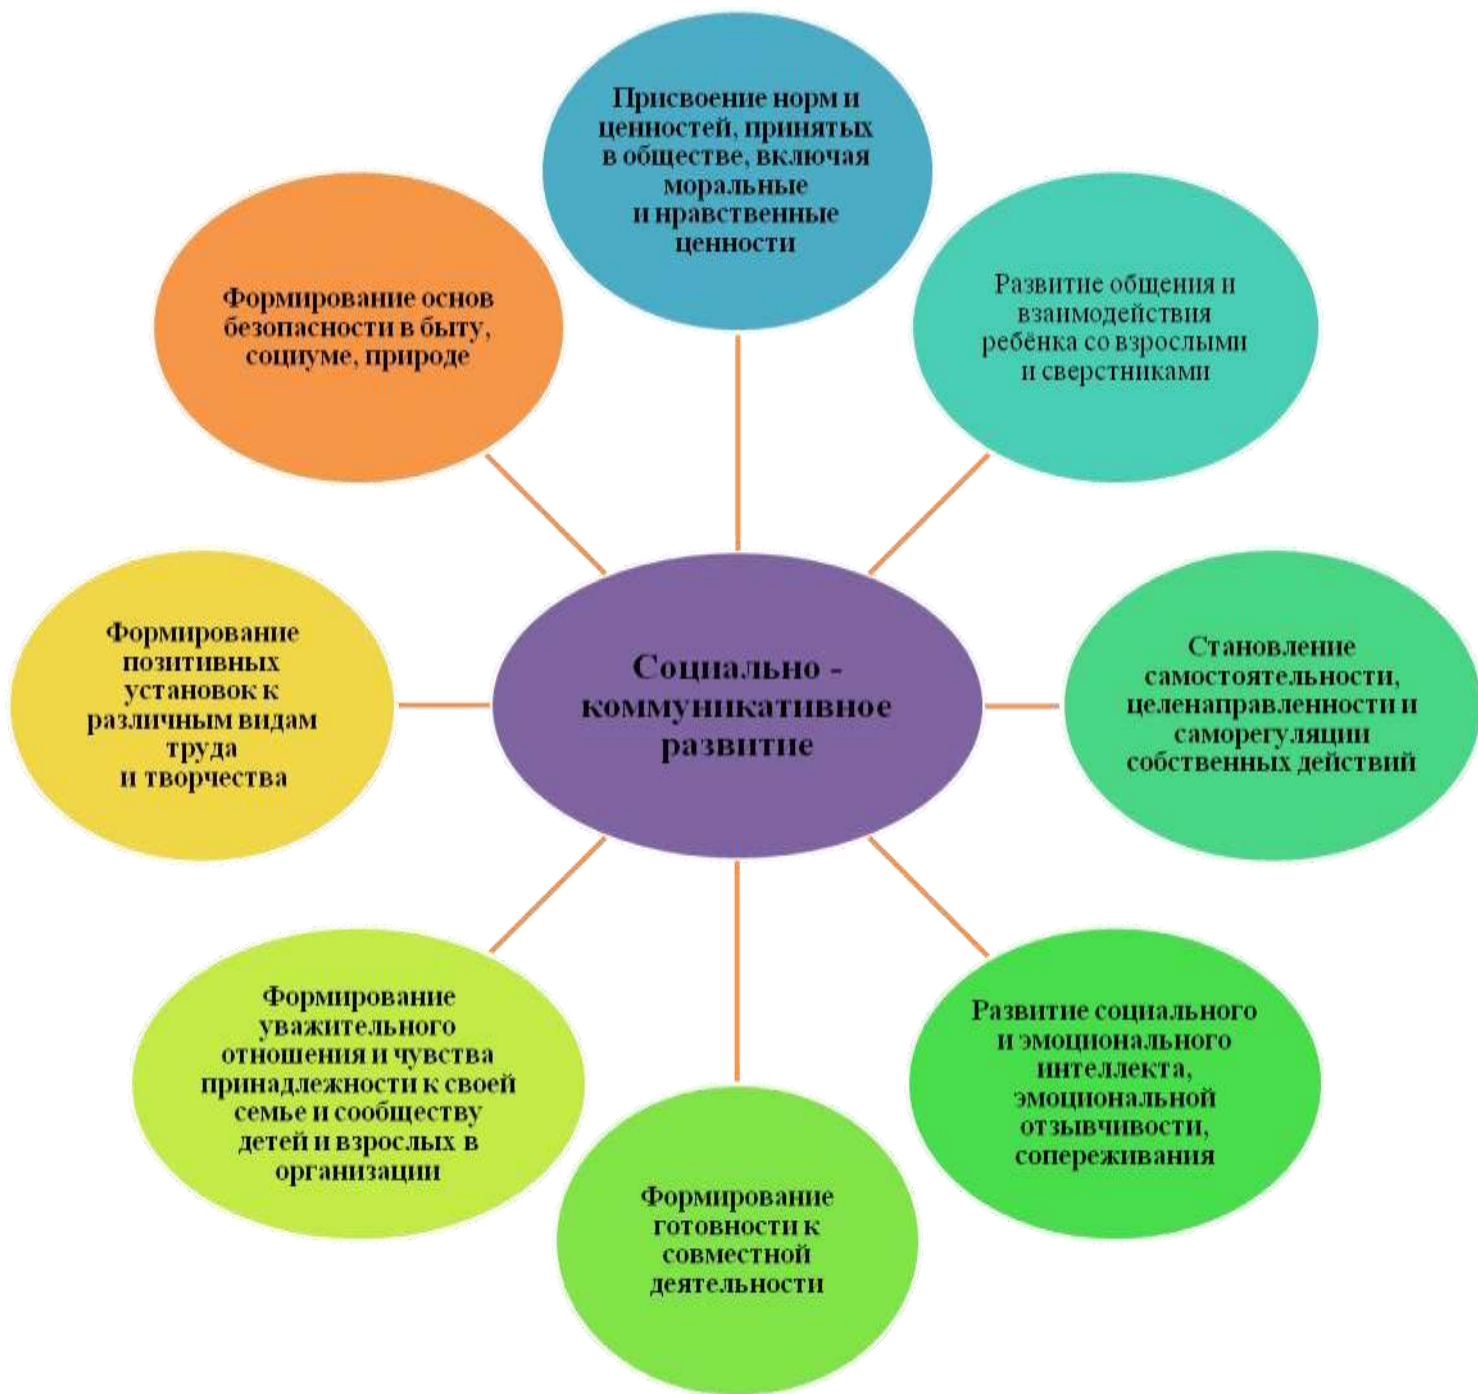 Присвоение норм и
ценностей, принятых
в обществе, включая
моральные
и нравственные
ценности
Развитие общения и
взаимодействия
ребёнка со взрослыми
и сверстниками
Становление
самостоятельности,
целенаправленности и
саморегуляции
собственных действий
Развитие социального
и эмоционального
интеллекта,
эмоциональной
отзывчивости,
сопереживания
Формирование
готовности к
совместной
деятельности
Формирование
уважительного
отношения и чувства
принадлежности к своей
семье и сообществу
детей и взрослых в
организации
Формирование
позитивных
установок к
различным видам
труда
и творчества
Формирование основ
безопасности в быту,
социуме, природе
Социально -
коммуникативное
развитие